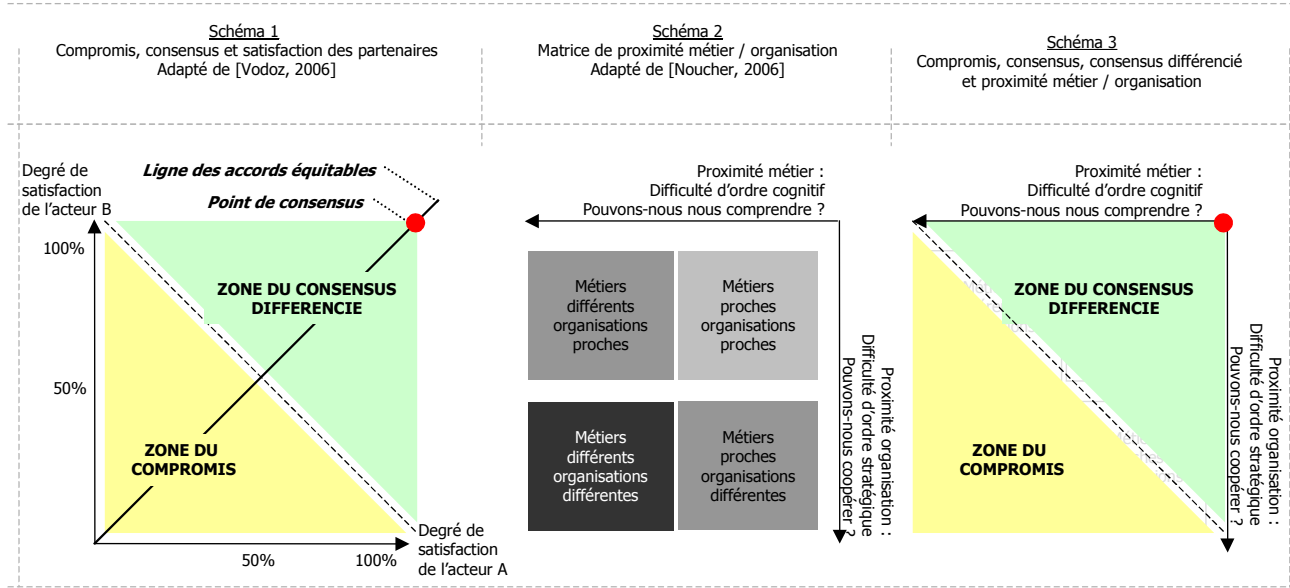 Schéma 1
Compromis, consensus et satisfaction des partenaires
Adapté de [Vodoz, 2006]
Schéma 2
Matrice de proximité métier / organisation
Adapté de [Noucher, 2006]
Schéma 3
Compromis, consensus, consensus différencié
et proximité métier / organisation
Degré de
satisfaction
de l'acteur B
Ligne des accords équitables
Point de consensus
100%
50%
ZONE DU CONSENSUS
DIFFERENCIE
ZONE DU
COMPROMIS
50%
100%
Degré de
satisfaction
de l'acteur A
Proximité métier :
Difficulté d'ordre cognitif
Pouvons-nous nous comprendre ?
Métiers
différents
organisations
proches
Métiers
proches
organisations
proches
Métiers
différents
organisations
différentes
Métiers
proches
organisations
différentes
Proximité organisation :
Difficulté d'ordre stratégique
Pouvons-nous coopérer ?
Proximité métier :
Difficulté d'ordre cognitif
Pouvons-nous nous comprendre ?
ZONE DU CONSENSUS
DIFFERENCIE
ZONE DU
COMPROMIS
Proximité organisation :
Difficulté d'ordre stratégique
Pouvons-nous coopérer ?